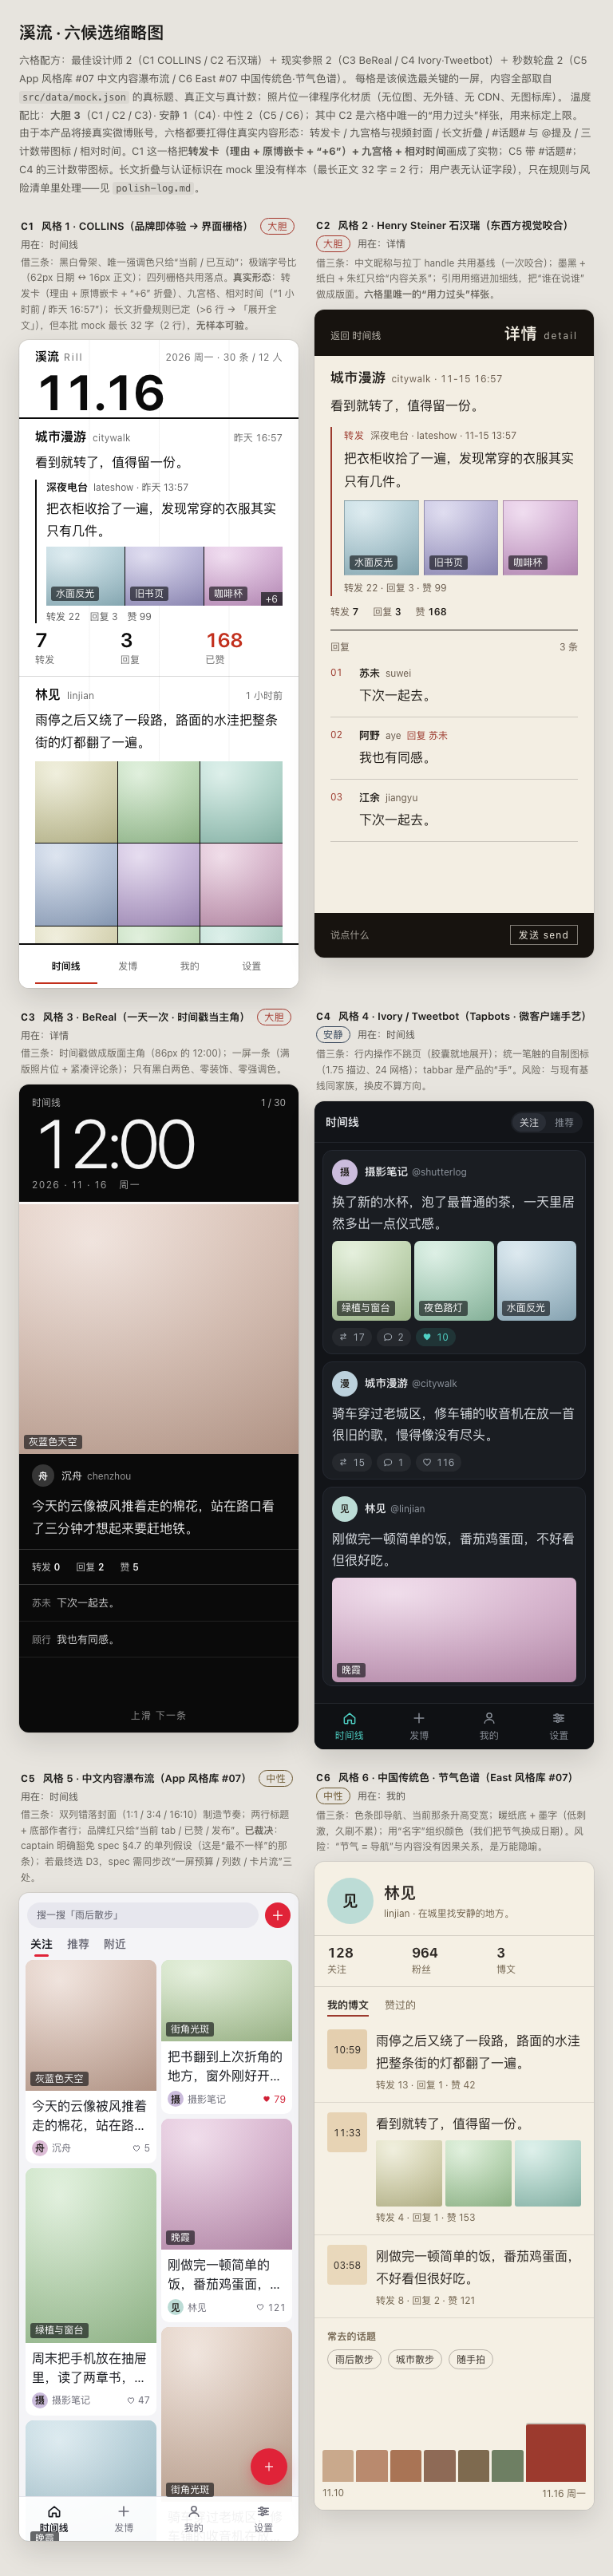 溪流 · 六候选缩略图
六格配方：最佳设计师 2（C1 COLLINS / C2 石汉瑞）＋ 现实参照 2（C3 BeReal / C4 Ivory·Tweetbot）＋ 秒数轮盘 2（C5
App 风格库 #07 中文内容瀑布流 / C6 East #07 中国传统色·节气色谱）。每格是该候选最关键的一屏，内容全部取自
src/data/mock.json 的真标题、真正文与真计数；照片位一律程序化材质（无位图、无外链、无 CDN、无图标库）。温度
配比：大胆 3（C1 / C2 / C3）· 安静 1（C4）· 中性 2（C5 / C6）；其中 C2 是六格中唯一的“用力过头”样张，用来标定上限。
由于本产品将接真实微博账号，六格都要扛得住真实内容形态：转发卡 / 九宫格与视频封面 / 长文折叠 / #话题# 与 @提及 / 三
计数带图标 / 相对时间。C1 这一格把转发卡（理由 + 原博嵌卡 + “+6”）+ 九宫格 + 相对时间画成了实物；C5 带 #话题#；
C4 的三计数带图标。长文折叠与认证标识在 mock 里没有样本（最长正文 32 字 = 2 行；用户表无认证字段），只在规则与风
险清单里处理——见 polish-log.md 。
C1 风格 1 · COLLINS（品牌即体验 → 界面栅格） 大胆
用在：时间线
借三条：黑白骨架、唯一强调色只给“当前 / 已互动”；极端字号比
（62px 日期 ↔ 16px 正文）；四列栅格共用落点。真实形态：转
发卡（理由 + 原博嵌卡 + “+6” 折叠）、九宫格、相对时间（“1 小
时前 / 昨天 16:57”）；长文折叠规则已定（>6 行 → 「展开全
文」），但本批 mock 最长 32 字（2 行），无样本可验。
溪流 Rill 2026 周一 · 30 条 / 12 人
11.16
城市漫游 citywalk 昨天 16:57
看到就转了，值得留一份。
深夜电台 lateshow · 昨天 13:57
把衣柜收拾了一遍，发现常穿的衣服其实
只有几件。
水面反光 旧书页 咖啡杯 +6
转发 22 回复 3 赞 99
7 3 168
转发 回复 已赞
林见 linjian 1 小时前
雨停之后又绕了一段路，路面的水洼把整条
街的灯都翻了一遍。
时间线 发博 我的 设置
C2 风格 2 · Henry Steiner 石汉瑞（东西方视觉咬合）
大胆 用在：详情
借三条：中文昵称与拉丁 handle 共用基线（一次咬合）；墨黑 +
纸白 + 朱红只给“内容关系”；引用用缩进加细线，把“谁在说谁”
做成版面。六格里唯一的“用力过头”样张。
返回 时间线 详情 detail
城市漫游 citywalk · 11-15 16:57
看到就转了，值得留一份。
转发 深夜电台 · lateshow · 11-15 13:57
把衣柜收拾了一遍，发现常穿的衣服其实
只有几件。
水面反光 旧书页 咖啡杯
转发 22 · 回复 3 · 赞 99
转发 7 回复 3 赞 168
回复 3 条
01 苏未 suwei
下次一起去。
02 阿野 aye 回复 苏未
我也有同感。
03 江余 jiangyu
下次一起去。
说点什么 发送 send
C3 风格 3 · BeReal（一天一次 · 时间戳当主角） 大胆
用在：详情
借三条：时间戳做成版面主角（86px 的 12:00）；一屏一条（满
版照片位 + 紧凑评论条）；只有黑白两色、零装饰、零强调色。
时间线 1 / 30
12:00
2026 · 11 · 16 周一
灰蓝色天空
舟 沉舟 chenzhou
今天的云像被风推着走的棉花，站在路口看
了三分钟才想起来要赶地铁。
转发 0 回复 2 赞 5
苏未 下次一起去。
顾行 我也有同感。
上滑 下一条
C4 风格 4 · Ivory / Tweetbot（Tapbots · 微客户端手艺）
安静 用在：时间线
借三条：行内操作不跳页（胶囊就地展开）；统一笔触的自制图标
（1.75 描边、24 网格）；tabbar 是产品的“手”。风险：与现有基
线同家族，换皮不算方向。
时间线 关注 推荐
摄 摄影笔记 @shutterlog
换了新的水杯，泡了最普通的茶，一天里居
然多出一点仪式感。
绿植与窗台 夜色路灯 水面反光
17 2 10
漫 城市漫游 @citywalk
骑车穿过老城区，修车铺的收音机在放一首
很旧的歌，慢得像没有尽头。
15 1 116
见 林见 @linjian
刚做完一顿简单的饭，番茄鸡蛋面，不好看
但很好吃。
晚霞
时间线 发博 我的 设置
C5 风格 5 · 中文内容瀑布流（App 风格库 #07） 中性
用在：时间线
借三条：双列错落封面（1:1 / 3:4 / 16:10）制造节奏；两行标题
+ 底部作者行；品牌红只给“当前 tab / 已赞 / 发布”。已裁决：
captain 明确豁免 spec §4.7 的单列假设（这是“最不一样”的那
条）；若最终选 D3，spec 需同步改“一屏预算 / 列数 / 卡片流”三
处。
搜一搜「雨后散步」
关注 推荐 附近
灰蓝色天空
今天的云像被风推着
走的棉花，站在路…
舟 沉舟 5
绿植与窗台
周末把手机放在抽屉
里，读了两章书，…
摄 摄影笔记 47
街角光斑
把书翻到上次折角的
地方，窗外刚好开…
摄 摄影笔记 79
晚霞
刚做完一顿简单的
饭，番茄鸡蛋面，…
见 林见 121
街角光斑
时间线 发博 我的 设置
晚霞
C6 风格 6 · 中国传统色 · 节气色谱（East 风格库 #07）
中性 用在：我的
借三条：色条即导航、当前那条升高变宽；暖纸底 + 墨字（低刺
激，久刷不累）；用“名字”组织颜色（我们把节气换成日期）。风
险：“节气 = 导航”与内容没有因果关系，是万能隐喻。
见 林见
linjian · 在城里找安静的地方。
128 964 3
关注 粉丝 博文
我的博文 赞过的
10:59 雨停之后又绕了一段路，路面的水洼
把整条街的灯都翻了一遍。
转发 13 · 回复 1 · 赞 42
11:33 看到就转了，值得留一份。
转发 4 · 回复 1 · 赞 153
03:58 刚做完一顿简单的饭，番茄鸡蛋面，
不好看但很好吃。
转发 8 · 回复 2 · 赞 121
常去的话题
雨后散步 城市散步 随手拍
11.10 11.16 周一